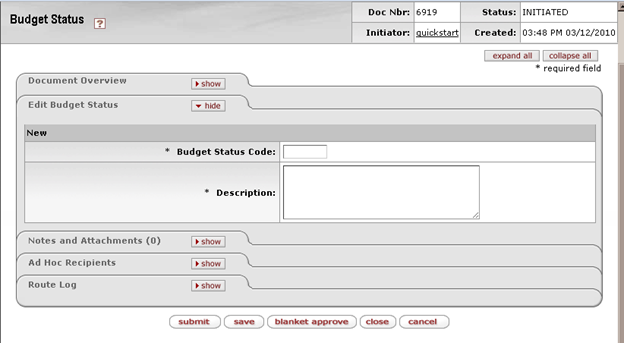 Budget Status ?
Doc Nbr: 6919 Status: INITIATED
Initiator: quickstart Created: 03:48 PM 03/12/2010
expand all collapse all
* required field
Document Overview show
Edit Budget Status hide
New
* Budget Status Code:
* Description:
Notes and Attachments (0) show
Ad Hoc Recipients show
Route Log show
submit save blanket approve close cancel